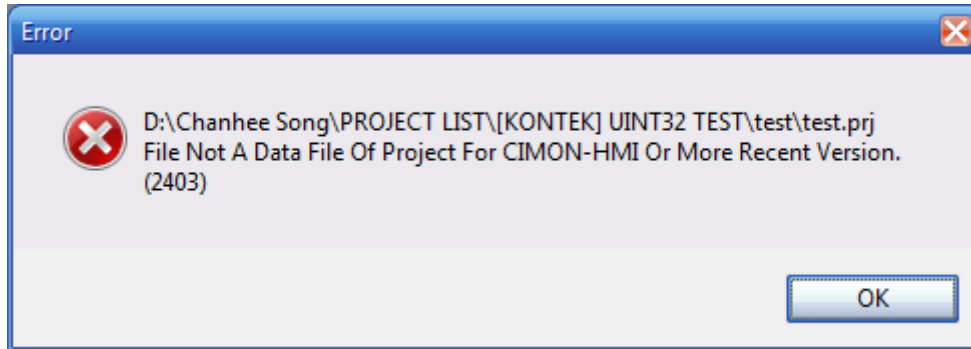 Error
D:\Chanhee Song\PROJECT LIST\[KONTEK] UINT32 TEST\test\test.prj
File Not A Data File Of Project For CIMON-HMI Or More Recent Version.
(2403)
OK